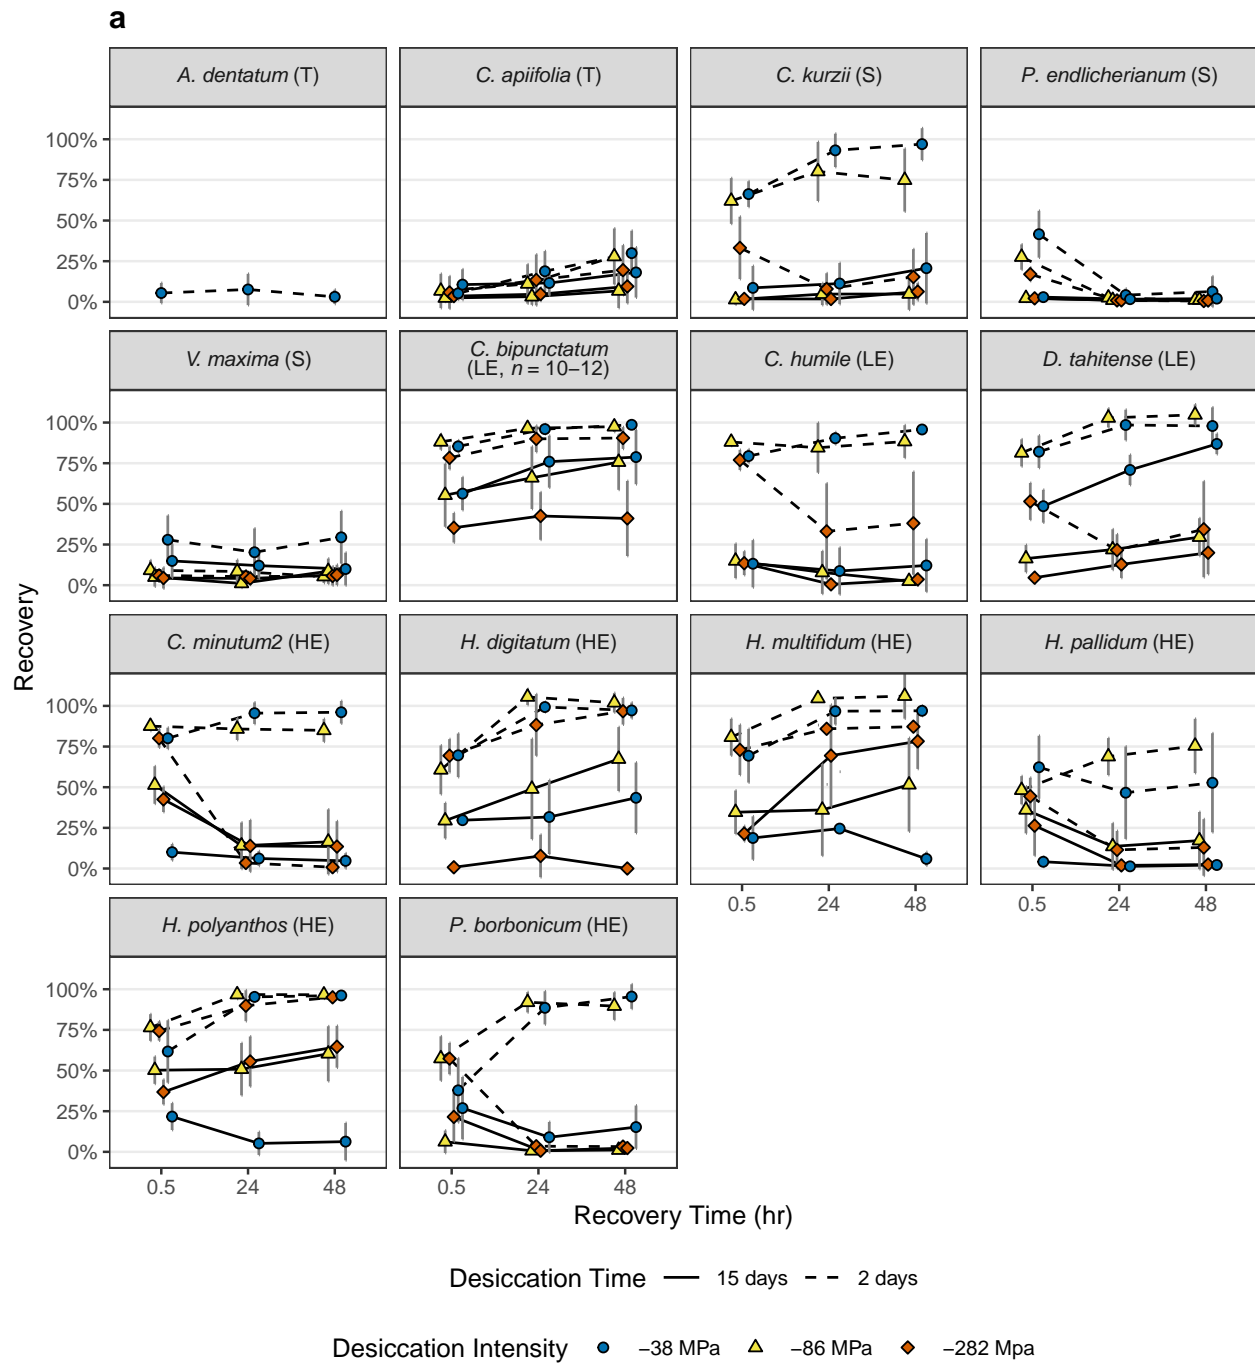 a
A. dentatum (T)
C. apiifolia (T)
C. kurzii (S)
P. endlicherianum (S)
100%
75%
50%
25%
0%
V. maxima (S)
C. bipunctatum
(LE, n = 10–12)
C. humile (LE)
D. tahitense (LE)
100%
75%
50%
25%
0%
Recovery
C. minutum2 (HE)
H. digitatum (HE)
H. multifidum (HE)
H. pallidum (HE)
100%
75%
50%
25%
0%
0.5 24 48
0.5 24 48
H. polyanthos (HE)
P. borbonicum (HE)
100%
75%
50%
25%
0%
0.5 24 48
0.5 24 48
Recovery Time (hr)
Desiccation Time 15 days 2 days
Desiccation Intensity −38 MPa −86 MPa −282 Mpa